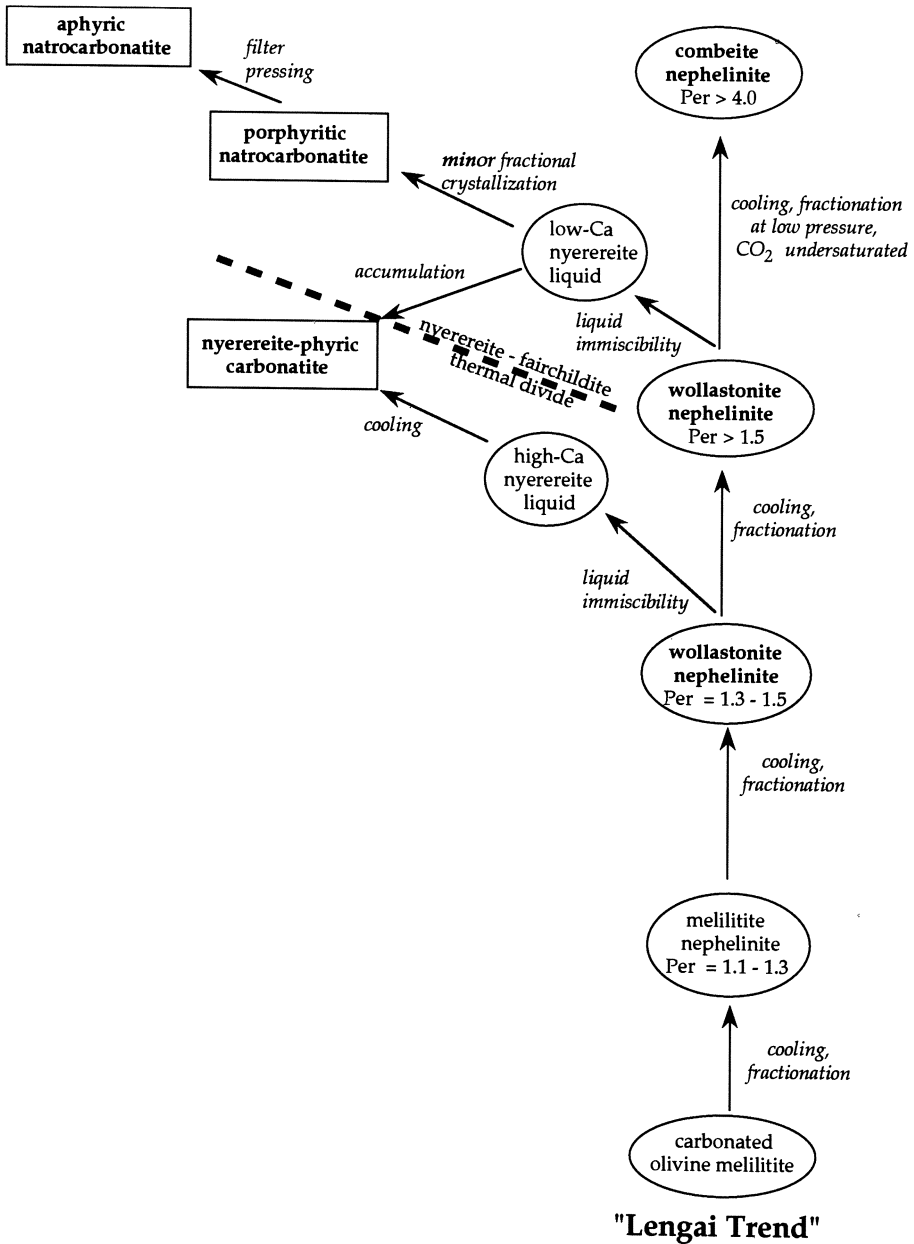 aphyric
natrocarbonatite
filter
pressing
combeite
nephelinite
Per > 4.0
porphyritic
natrocarbonatite
minor fractional
crystallization
cooling, fractionation
at low pressure,
CO2 undersaturated
low-Ca
nyerereite
liquid
accumulation
liquid
immiscibility
nyerereite - fairchildite
thermal divide
nyerereite-phyric
carbonatite
wollastonite
nephelinite
Per > 1.5
cooling
high-Ca
nyerereite
liquid
cooling,
fractionation
liquid
immiscibility
wollastonite
nephelinite
Per = 1.3 - 1.5
cooling,
fractionation
melilitite
nephelinite
Per = 1.1 - 1.3
cooling,
fractionation
carbonated
olivine melilitite
"Lengai Trend"